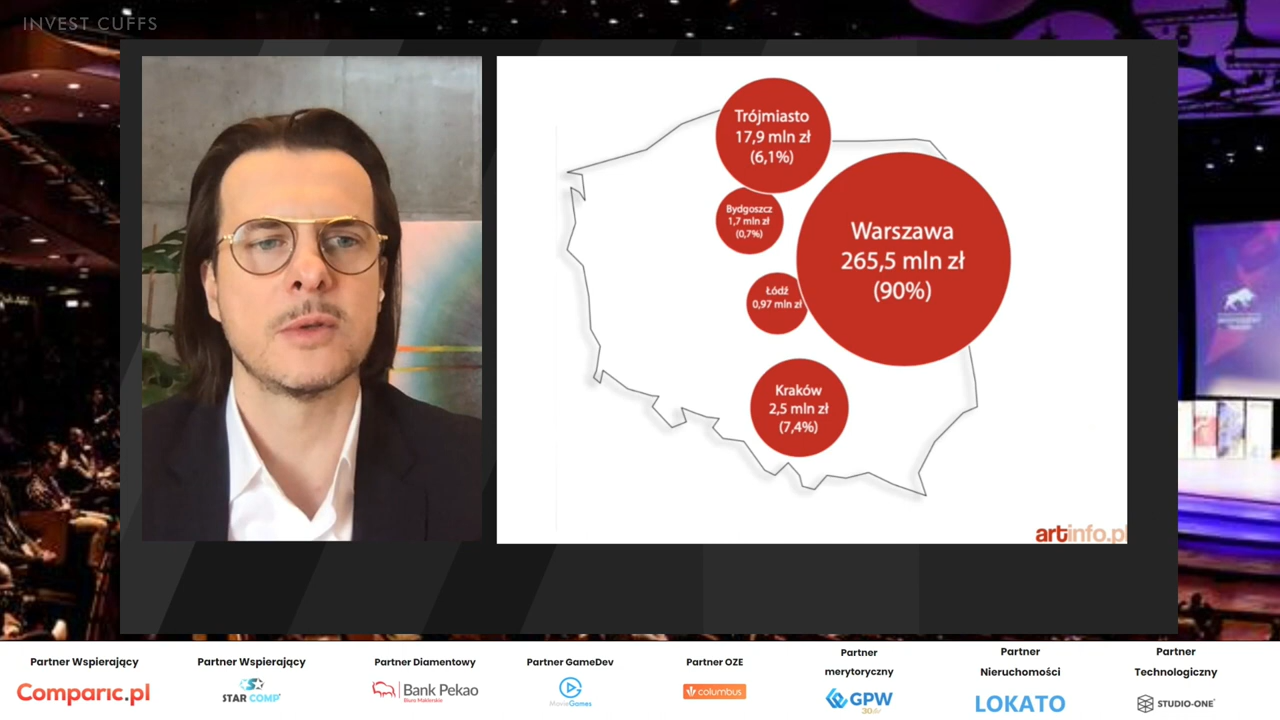 INVEST CUFFS
Trójmiasto
17,9 mln zł
(6,1%)
Bydgoszcz
1,7 mln zł
(0,7%)
Warszawa
265,5 mln zł
(90%)
Łódź
0,97 mln zł
Kraków
2,5 mln zł
(7,4%)
artinfo.pl
Partner Wspierający
Comparic.pl
Partner Wspierający
STAR COMP
Partner Diamentowy
Bank Pekao
Biuro Maklerskie
Partner GameDev
MovieGames
Partner OZE
columbus
Partner
merytoryczny
GPW
Partner
Nieruchomości
LOKATO
Partner
Technologiczny
STUDIO-ONE